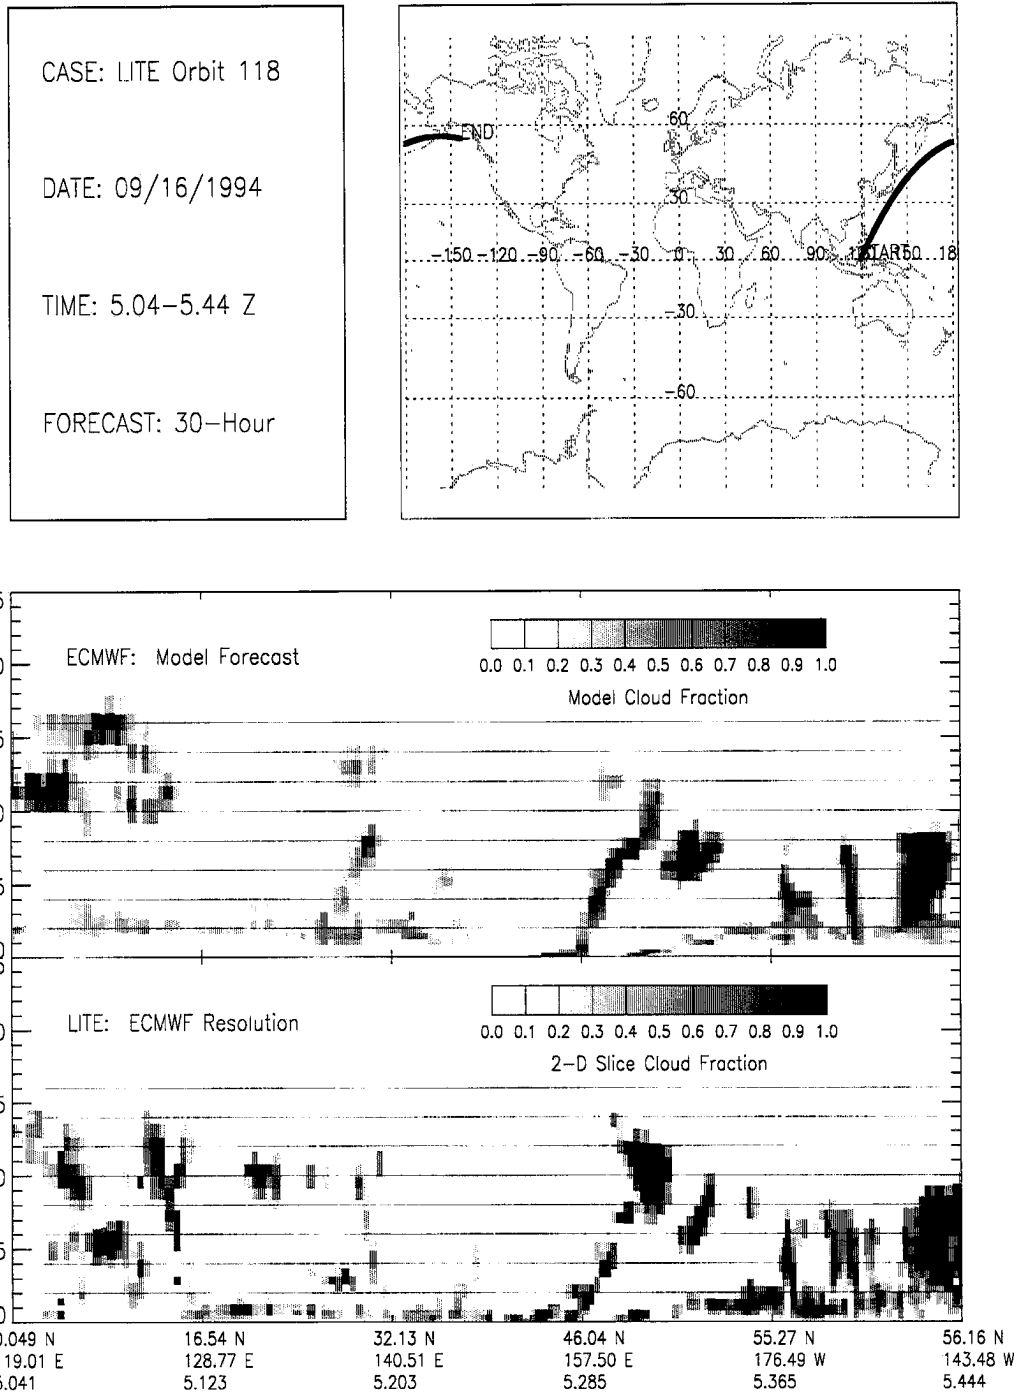 CASE: LITE Orbit 118
DATE: 09/16/1994
TIME: 5.04-5.44 Z
FORECAST: 30-Hour
60
END
30
-150 -120 -90 -60 -30 0 30 60 90
-30
-60
ECMWF: Model Forecast
0.0 0.1 0.2 0.3 0.4 0.5 0.6 0.7 0.8 0.9 1.0
Model Cloud Fraction
LITE: ECMWF Resolution
0.0 0.1 0.2 0.3 0.4 0.5 0.6 0.7 0.8 0.9 1.0
2-D Slice Cloud Fraction
.049 N 16.54 N 32.13 N 46.04 N 55.27 N 56.16 N
19.01 E 128.77 E 140.51 E 157.50 E 176.49 W 143.48 W
.041 5.123 5.203 5.285 5.365 5.444